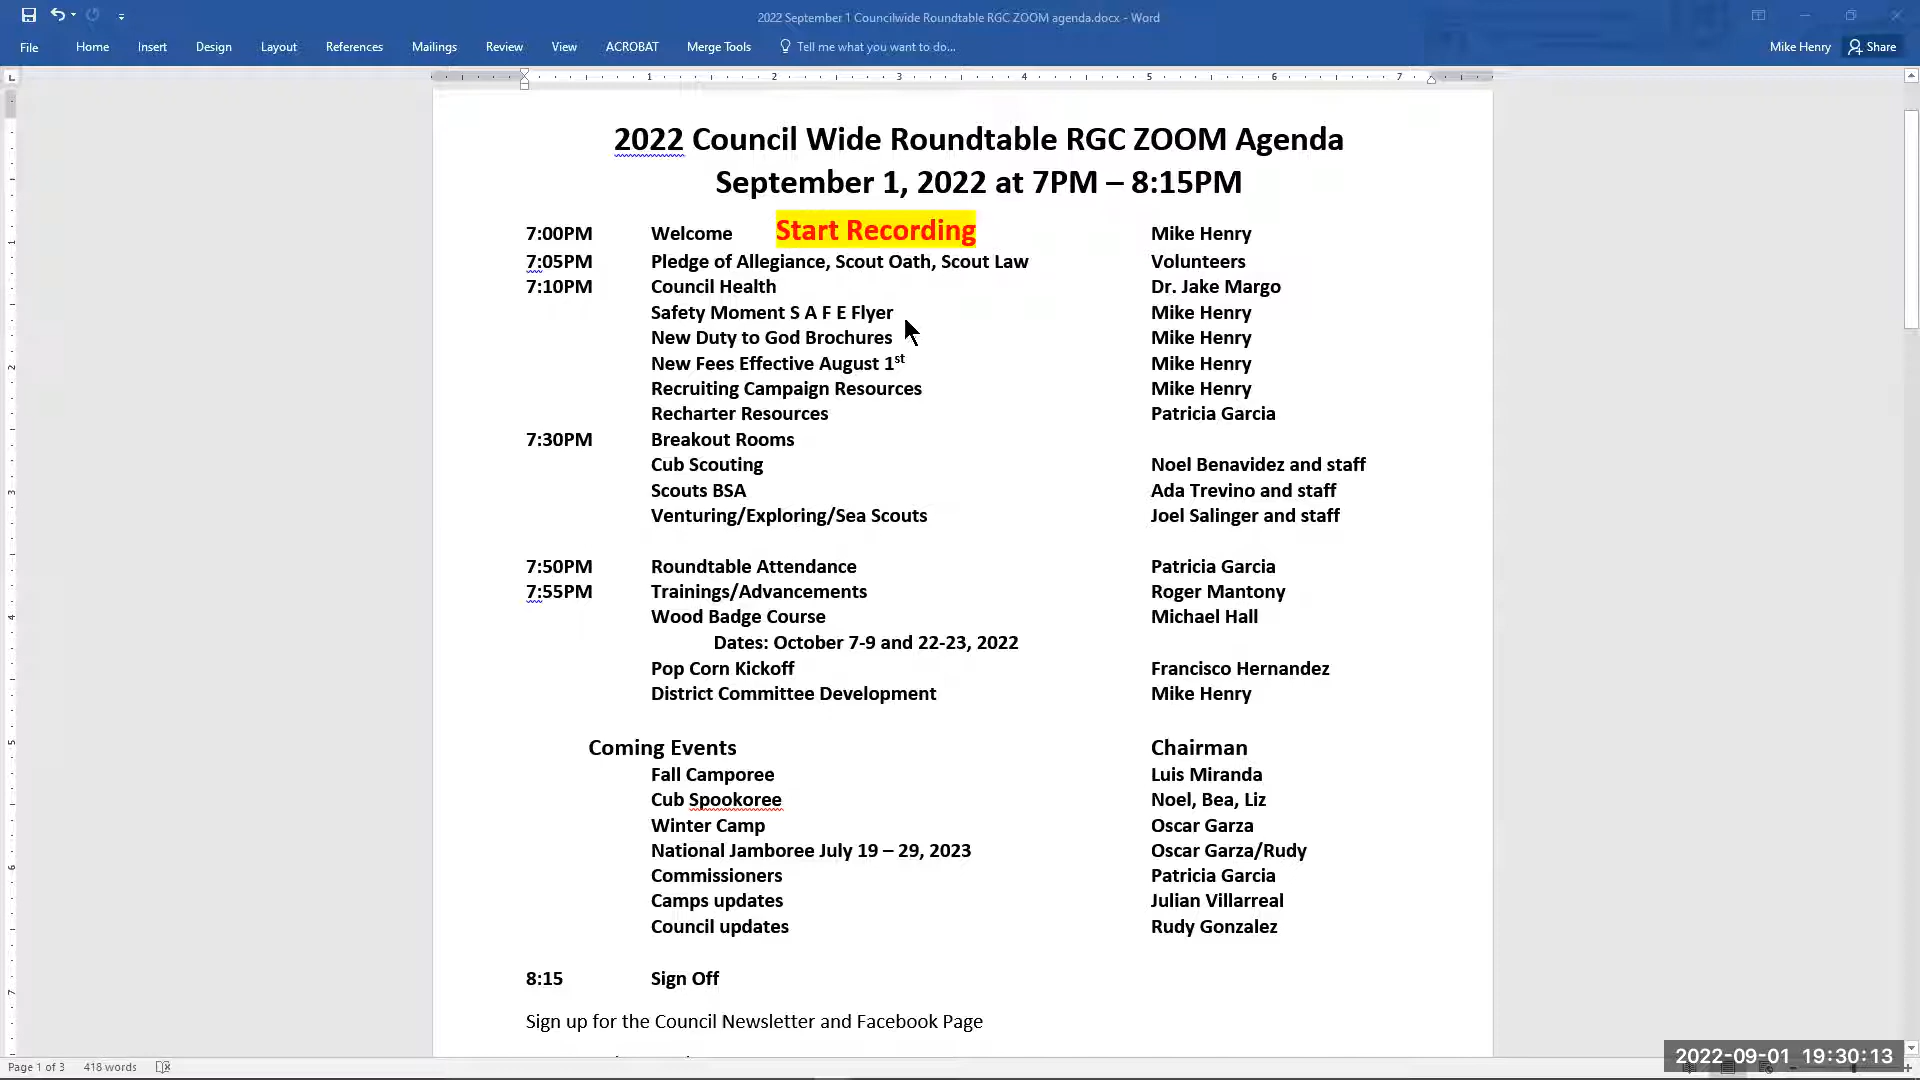 2022 September 1 Councilwide Roundtable RGC ZOOM agenda.docx - Word
File Home Insert Design Layout References Mailings Review View ACROBAT Merge Tools Tell me what you want to do... Mike Henry Share
1 2 3 4 5 6 7
2022 Council Wide Roundtable RGC ZOOM Agenda
September 1, 2022 at 7PM – 8:15PM
7:00PM Welcome Start Recording Mike Henry
7:05PM Pledge of Allegiance, Scout Oath, Scout Law Volunteers
7:10PM Council Health Dr. Jake Margo
Safety Moment S A F E Flyer Mike Henry
New Duty to God Brochures Mike Henry
New Fees Effective August 1st Mike Henry
Recruiting Campaign Resources Mike Henry
Recharter Resources Patricia Garcia
7:30PM Breakout Rooms
Cub Scouting Noel Benavidez and staff
Scouts BSA Ada Trevino and staff
Venturing/Exploring/Sea Scouts Joel Salinger and staff
7:50PM Roundtable Attendance Patricia Garcia
7:55PM Trainings/Advancements Roger Mantony
Wood Badge Course Michael Hall
Dates: October 7-9 and 22-23, 2022
Pop Corn Kickoff Francisco Hernandez
District Committee Development Mike Henry
Coming Events Chairman
Fall Camporee Luis Miranda
Cub Spookoree Noel, Bea, Liz
Winter Camp Oscar Garza
National Jamboree July 19 – 29, 2023 Oscar Garza/Rudy
Commissioners Patricia Garcia
Camps updates Julian Villarreal
Council updates Rudy Gonzalez
8:15 Sign Off
Sign up for the Council Newsletter and Facebook Page
Page 1 of 3 418 words
2022-09-01 19:30:13